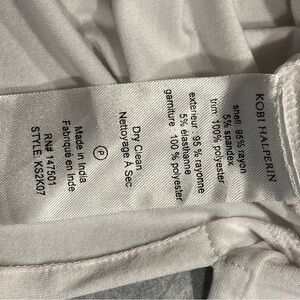 KOBI HALPERIN
shell: 95 % rayon
5% spandex
trim: 100% polyester
exterieur: 95 % rayonne
5% élasthanne
garniture: 100 % polyester
Dry Clean
Nettoyage À Sec
P
Made in India
Fabriqué en Inde
RN# 147501
STYLE, KS2K07